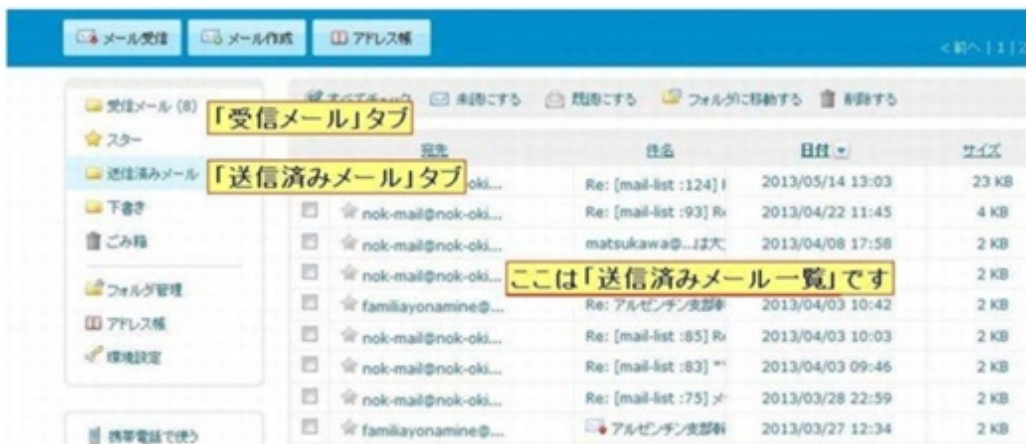 メール受信 メール作成 アドレス帳
<前へ | 1 |
すべてチェック 未読にする 既読にする フォルダに移動する 削除する
受信メール (8)
「受信メール」タブ
スター
宛先 件名 日付 サイズ
送信済みメール
「送信済みメール」タブ
oki... Re: [mail-list :124] 2013/05/14 13:03 23 KB
下書き
nok-mail@nok-oki... Re: [mail-list :93] 2013/04/22 11:45 4 KB
ごみ箱
nok-mail@nok-oki... matsukawa@...は大 2013/04/08 17:58 2 KB
nok-mail@nok-oki... 2 KB
ここは「送信済みメール一覧」です
フォルダ管理
familiayonamine@... Re: アルゼンチン支部 2013/04/03 10:42 2 KB
アドレス帳
nok-mail@nok-oki... Re: [mail-list :85] 2013/04/03 10:03 2 KB
環境設定
nok-mail@nok-oki... Re: [mail-list :83] 2013/04/03 09:46 2 KB
nok-mail@nok-oki... Re: [mail-list :75] 2013/03/28 22:59 2 KB
携帯電話で使う
familiayonamine@... アルゼンチン支部 2013/03/27 12:34 2 KB